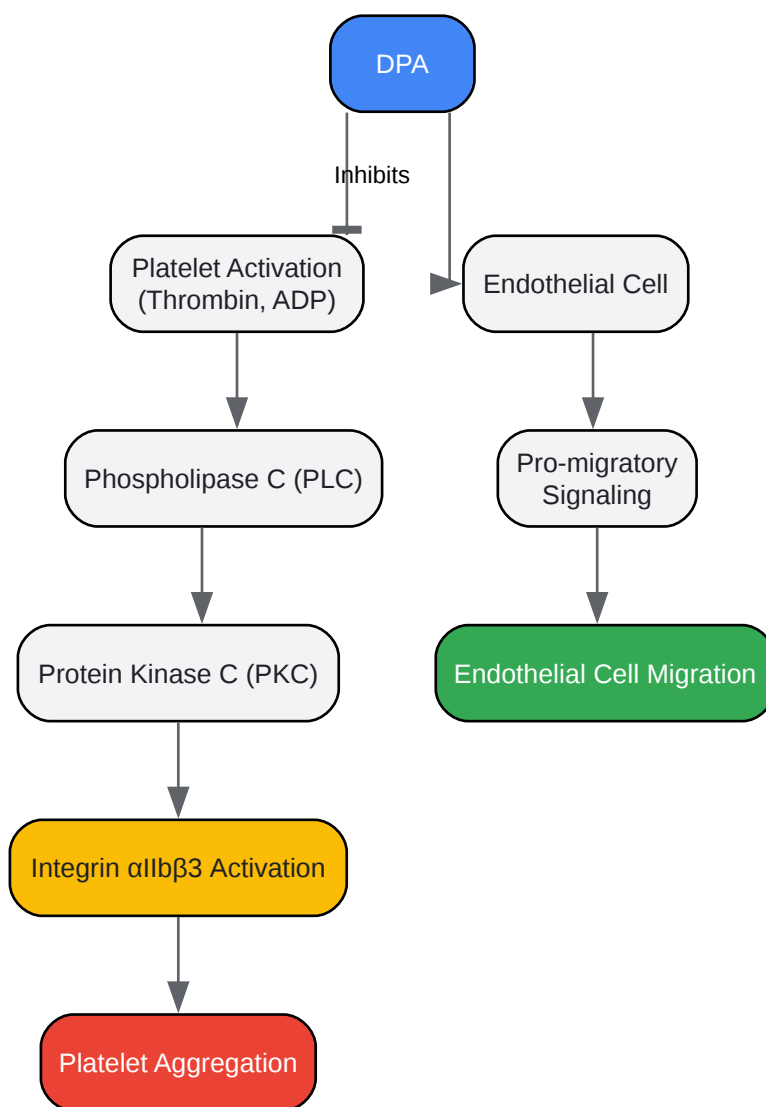 DPA
Inhibits
Platelet Activation
(Thrombin, ADP)
Endothelial Cell
Phospholipase C (PLC)
Pro-migratory
Signaling
Protein Kinase C (PKC)
Endothelial Cell Migration
Integrin αIIbβ3 Activation
Platelet Aggregation